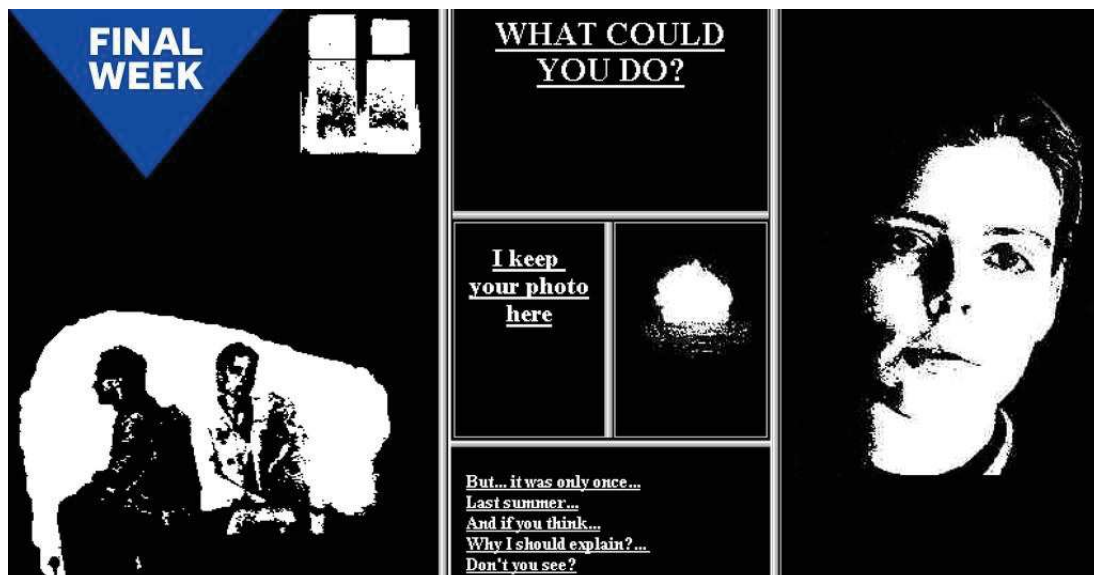 FINAL
WEEK
WHAT COULD
YOU DO?
I keep
your photo
here
But... it was only once...
Last summer...
And if you think...
Why I should explain?...
Don't you see?